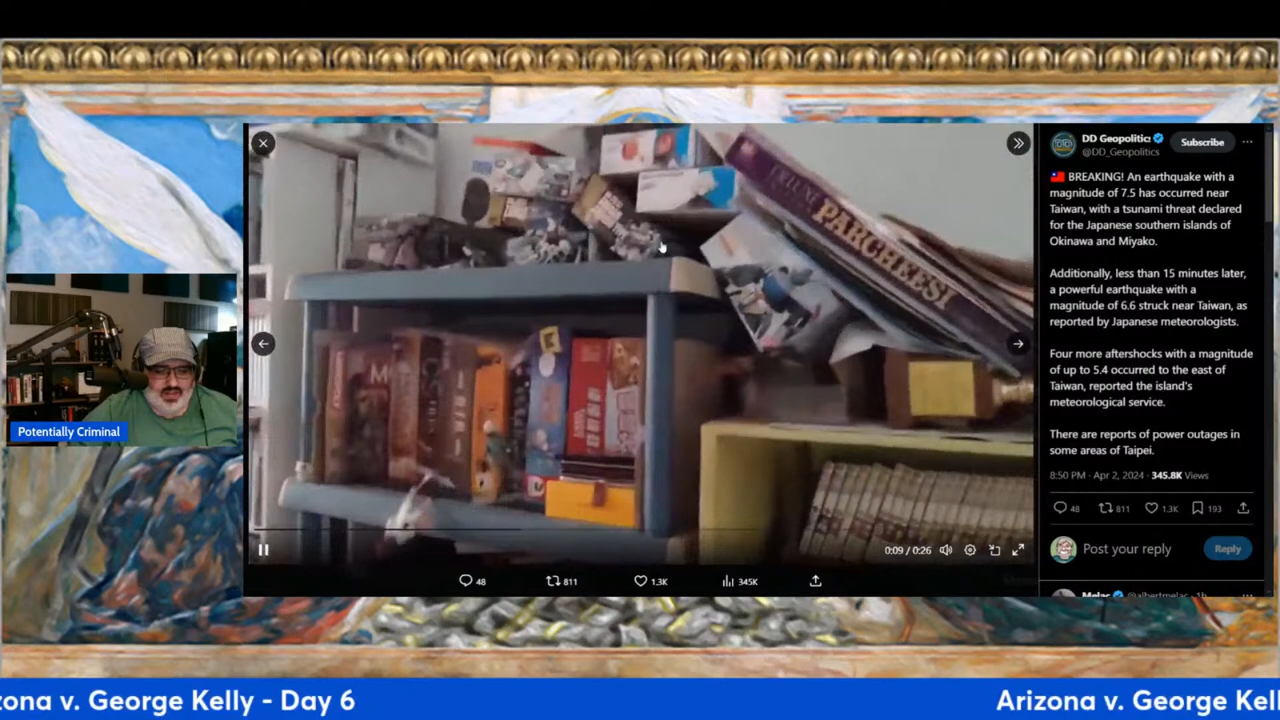 PARCHEESI
M
Potentially Criminal
0:09 / 0:26
48
811
1.3K
345K
DD Geopolitics
@DD_Geopolitics
Subscribe
BREAKING! An earthquake with a
magnitude of 7.5 has occurred near
Taiwan, with a tsunami threat declared
for the Japanese southern islands of
Okinawa and Miyako.
Additionally, less than 15 minutes later,
a powerful earthquake with a
magnitude of 6.6 struck near Taiwan, as
reported by Japanese meteorologists.
Four more aftershocks with a magnitude
of up to 5.4 occurred to the east of
Taiwan, reported the island's
meteorological service.
There are reports of power outages in
some areas of Taipei.
8:50 PM · Apr 2, 2024 345.8K Views
48 811 1.3K 193
Post your reply
Reply
Melac @albertmelac · 1h
zona v. George Kelly - Day 6
Arizona v. George Kell